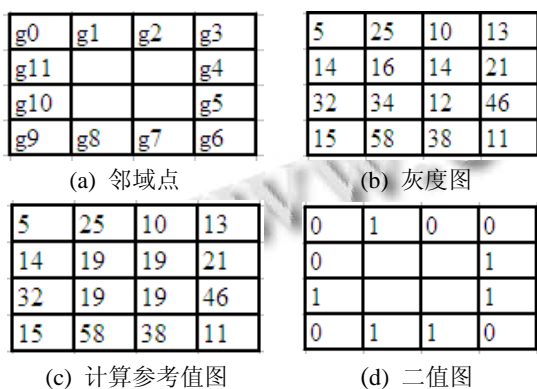 g0 g1 g2 g3 5 25 10 13
g11 g4 14 16 14 21
g10 g5 32 34 12 46
g9 g8 g7 g6 15 58 38 11
(a) 邻域点 (b) 灰度图
5 25 10 13 0 1 0 0
14 19 19 21 0 1
32 19 19 46 1 1
15 58 38 11 0 1 1 0
(c) 计算参考值图 (d) 二值图